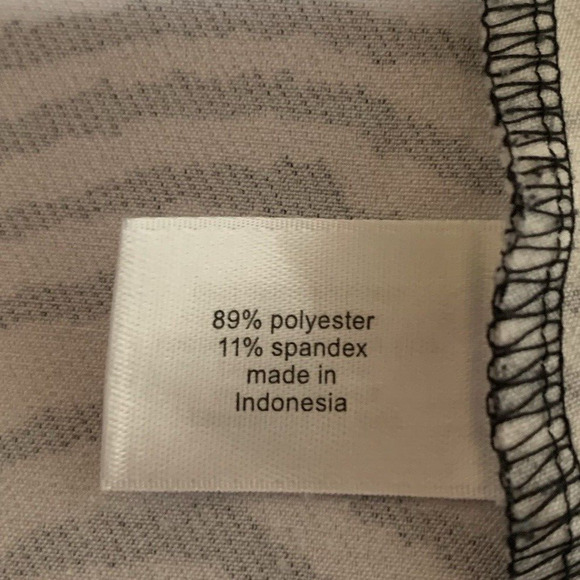 89% polyester
11% spandex
made in
Indonesia